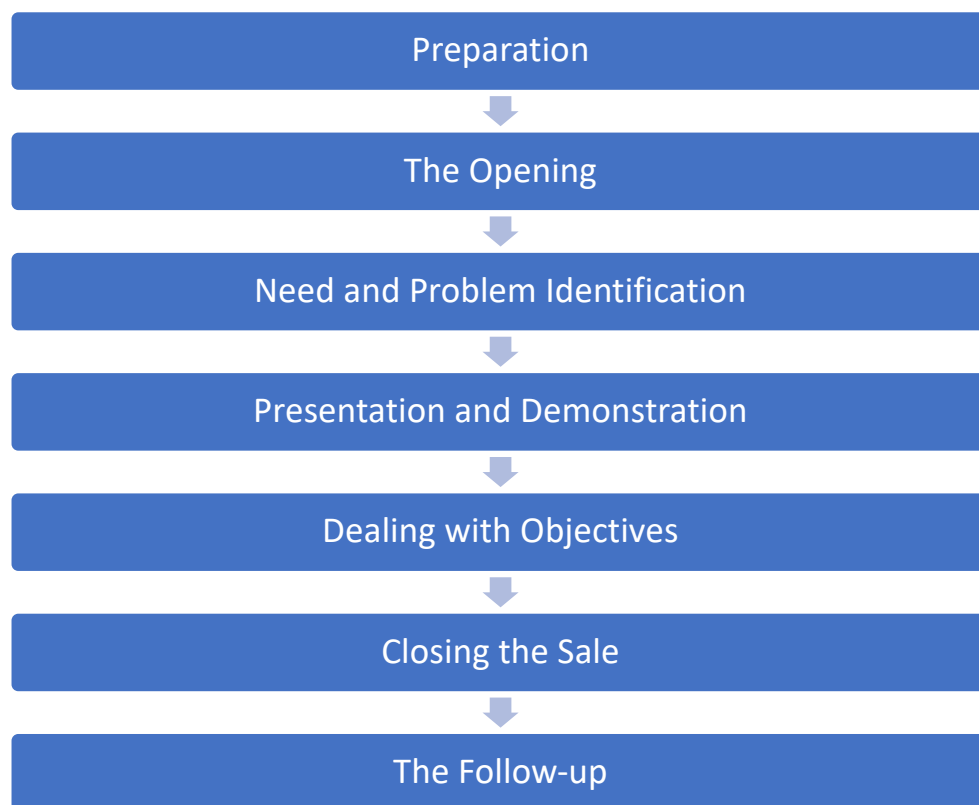 Preparation
The Opening
Need and Problem Identification
Presentation and Demonstration
Dealing with Objectives
Closing the Sale
The Follow-up